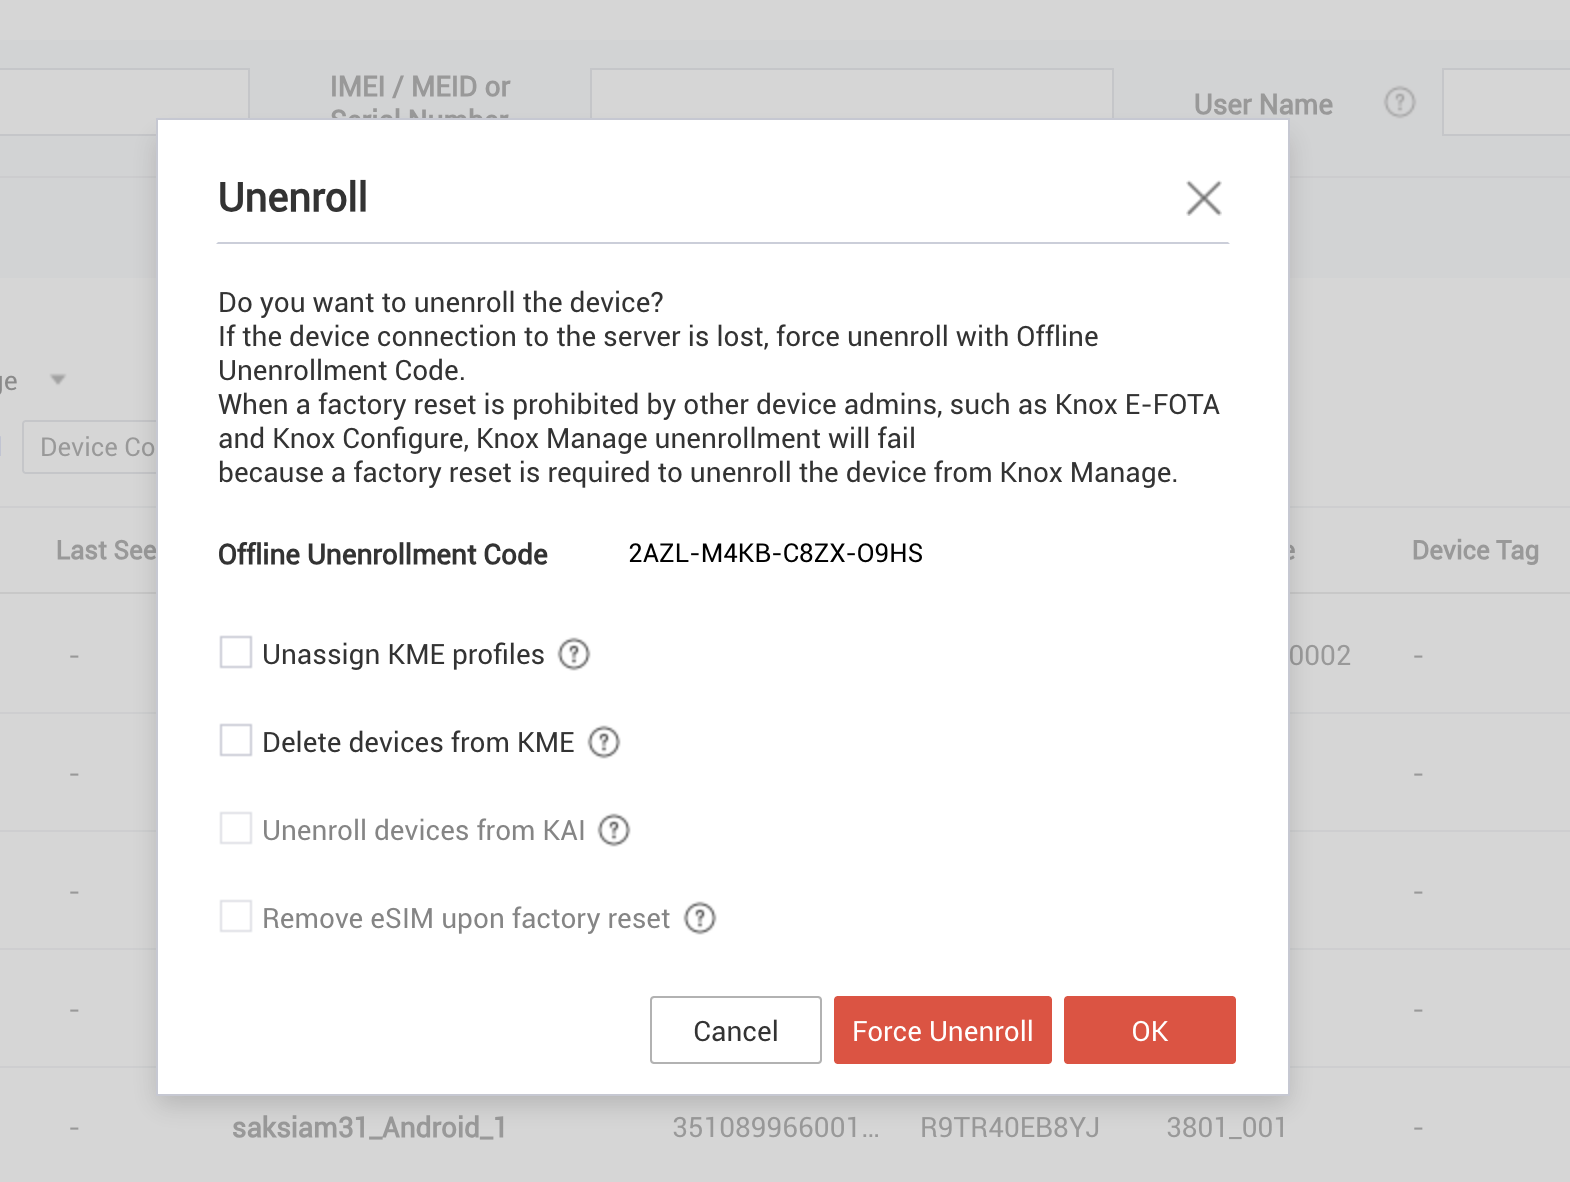 IMEI / MEID or
Serial Number
User Name
Unenroll
Do you want to unenroll the device?
If the device connection to the server is lost, force unenroll with Offline
Unenrollment Code.
When a factory reset is prohibited by other device admins, such as Knox E-FOTA
and Knox Configure, Knox Manage unenrollment will fail
because a factory reset is required to unenroll the device from Knox Manage.
ge
Device Co
Offline Unenrollment Code 2AZL-M4KB-C8ZX-O9HS
Last See
e Device Tag
Unassign KME profiles ?
- 0002 -
Delete devices from KME ?
- -
Unenroll devices from KAI ?
- -
Remove eSIM upon factory reset ?
- -
Cancel Force Unenroll OK
- saksiam31_Android_1 351089966001... R9TR40EB8YJ 3801_001 -